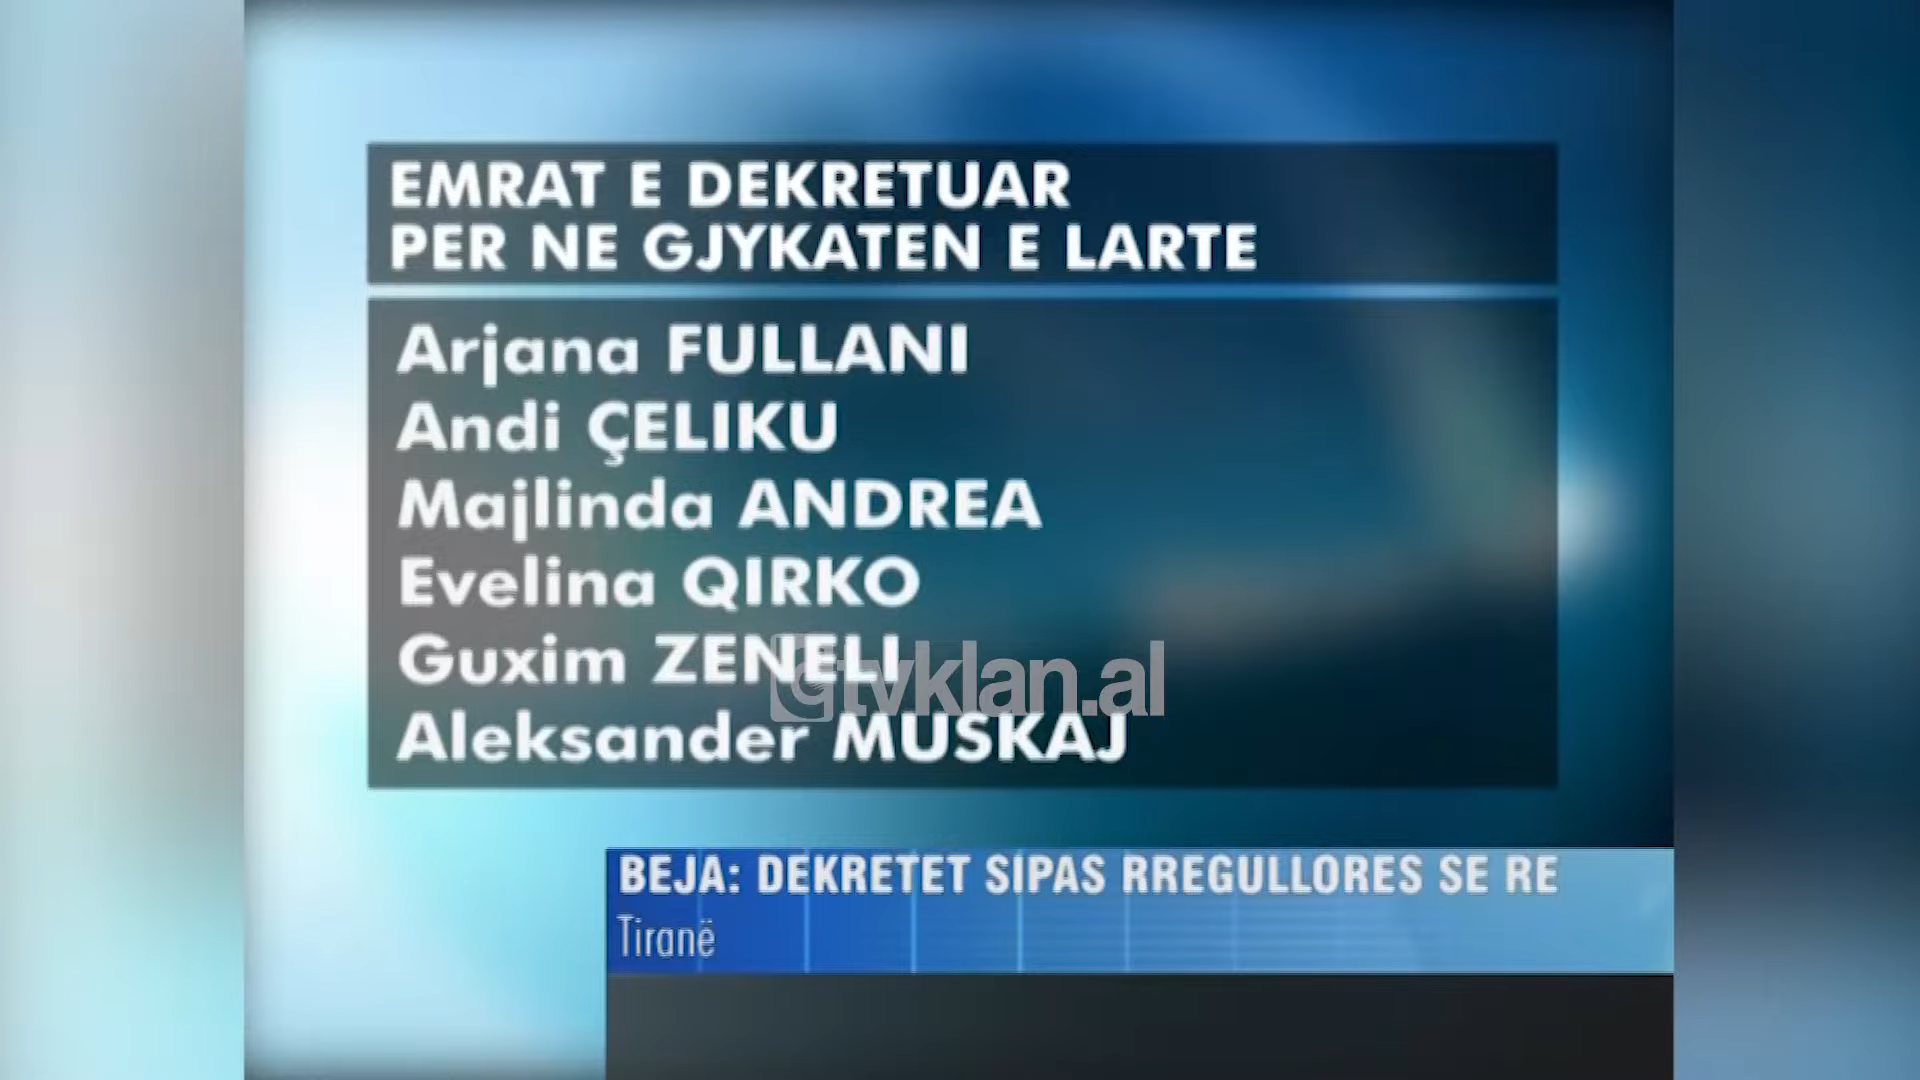 EMRAT E DEKRETUAR
PER NE GJYKATEN E LARTE
Arjana FULLANI
Andi ÇELIKU
Majlinda ANDREA
Evelina QIRKO
Guxim ZENELI
tvklan.al
Aleksander MUSKAJ
BEJA: DEKRETET SIPAS RREGULLORES SE RE
Tiranë